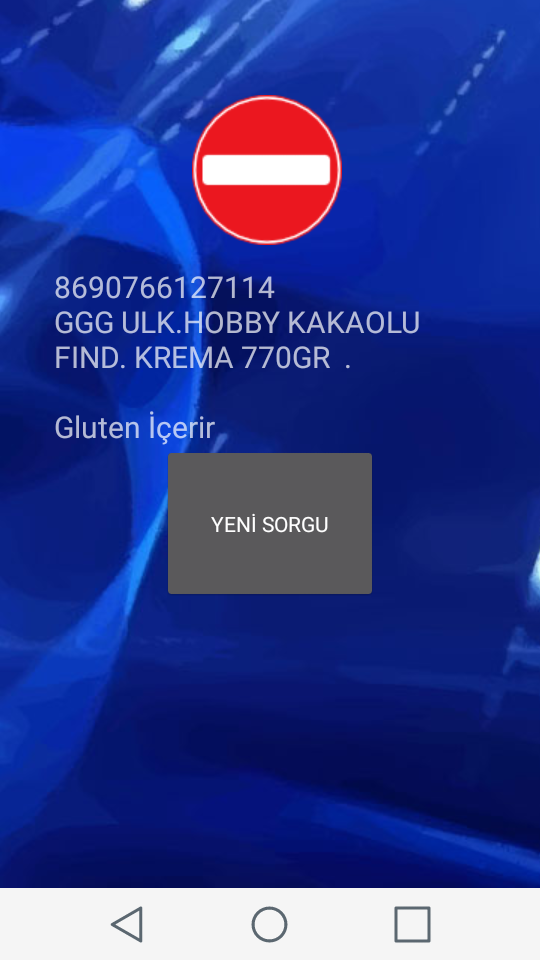 8690766127114
GGG ULK.HOBBY KAKAOLU
FIND. KREMA 770GR  .
Gluten İçerir
YENİ SORGU